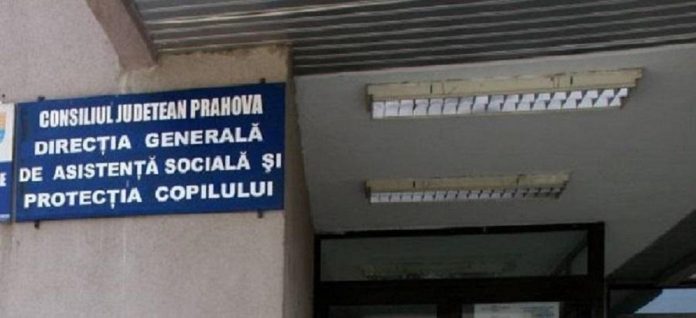 CONSILIUL JUDETEAN PRAHOVA
DIRECȚIA GENERALĂ
DE ASISTENȚĂ SOCIALĂ ȘI
PROTECȚIA COPILULUI